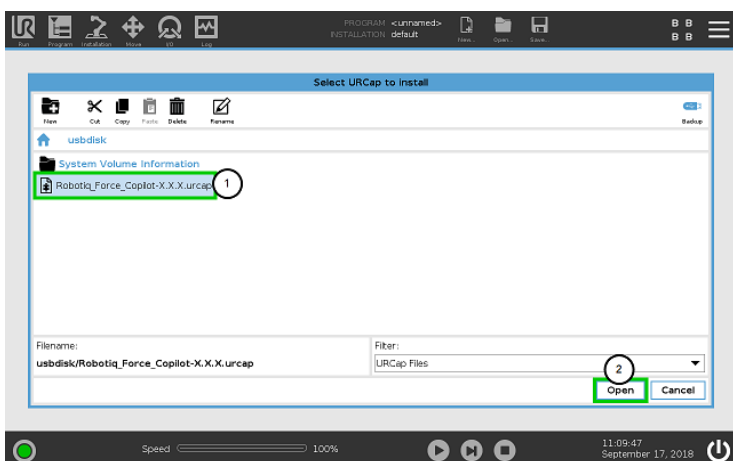 UR
PROGRAM <unnamed>
INSTALLATION default
Run Program Installation Move I/O Log New... Open... Save...
B B
B B
Select URCap to install
New Cut Copy Paste Delete Rename Backup
usbdisk
System Volume Information
Robotiq_Force_Copilot-X.X.X.urcap 1
Filename: Filter:
usbdisk/Robotiq_Force_Copilot-X.X.X.urcap URCap Files
2
Open Cancel
Speed 100%
11:09:47
September 17, 2018